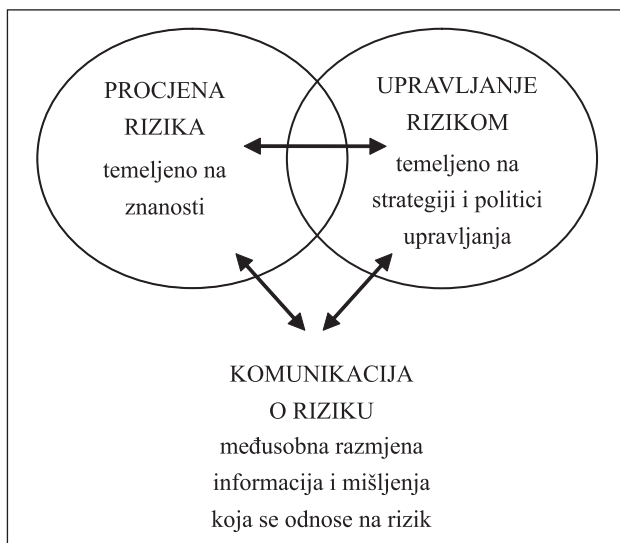 PROCJENA
RIZIKA
temeljeno na
znanosti
UPRAVLJANJE
RIZIKOM
temeljeno na
strategiji i politici
upravljanja
KOMUNIKACIJA
O RIZIKU
međusobna razmjena
informacija i mišljenja
koja se odnose na rizik